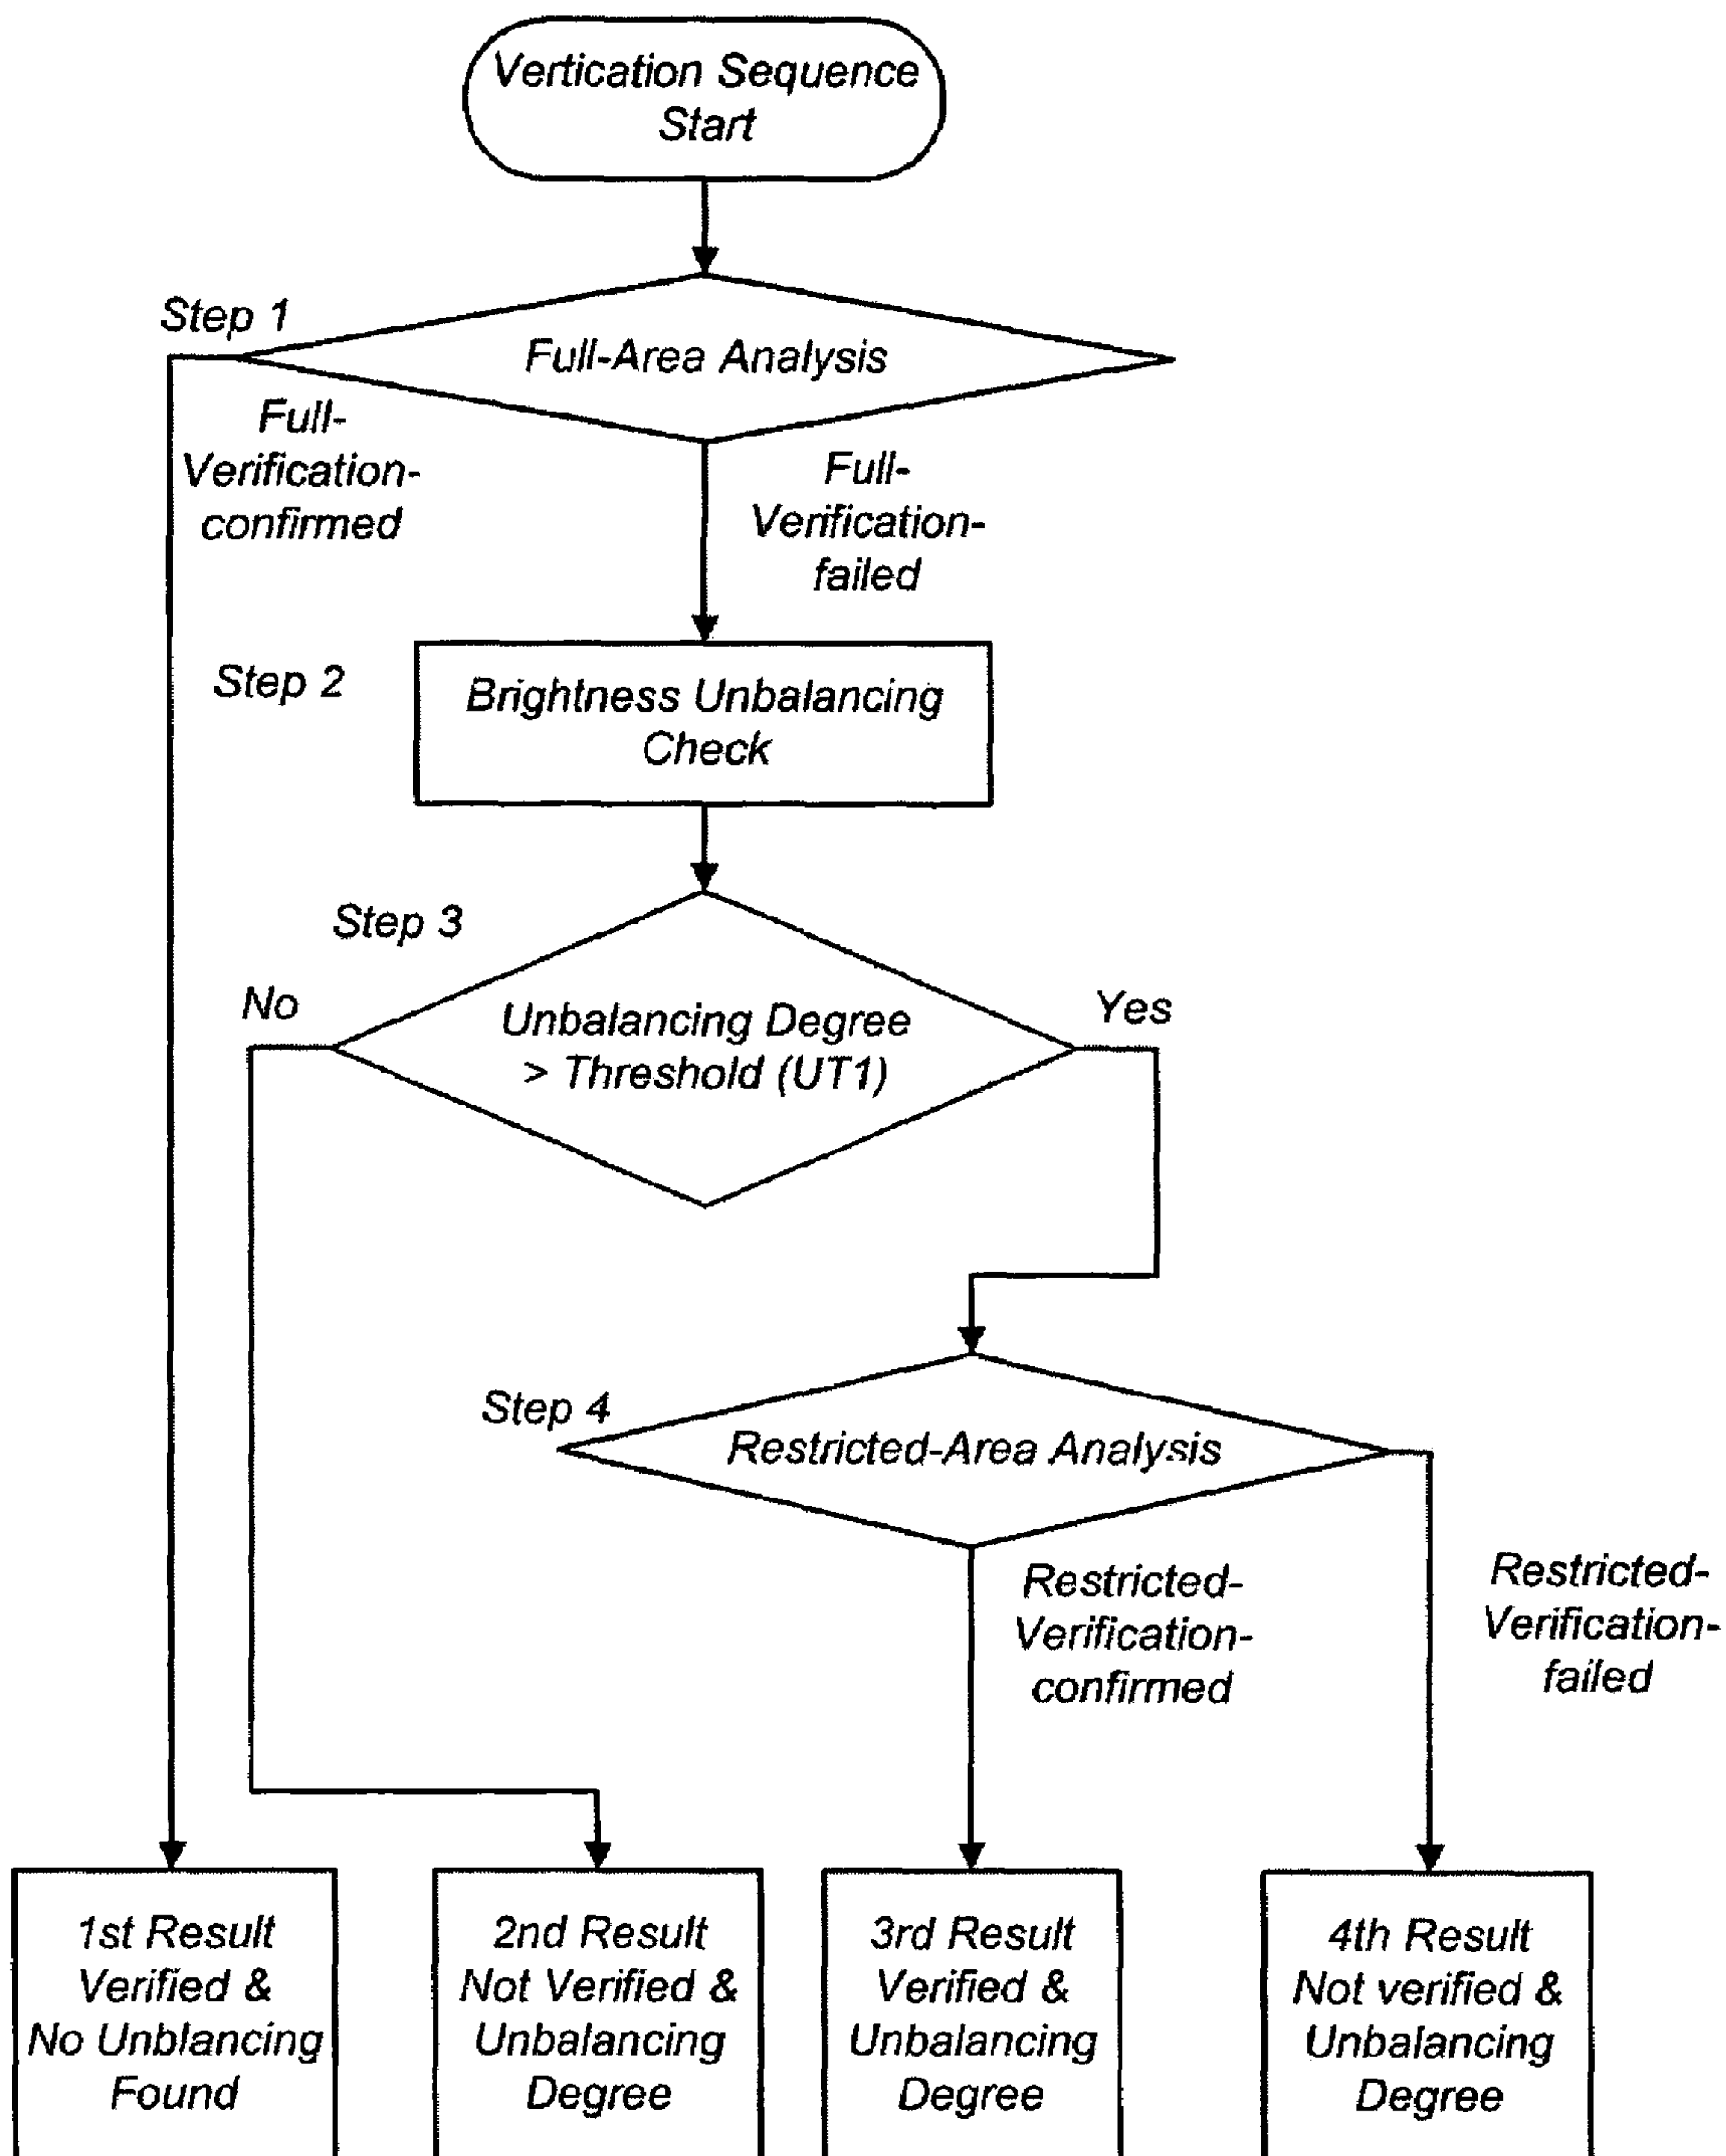 Vertication Sequence
Start
Step 1
Full-Area Analysis
Full-
Verification-
confirmed
Full-
Verification-
failed
Step 2
Brightness Unbalancing
Check
Step 3
No
Unbalancing Degree
> Threshold (UT1)
Yes
Step 4
Restricted-Area Analysis
Restricted-
Verification-
confirmed
Restricted-
Verification-
failed
1st Result
Verified &
No Unblancing
Found
2nd Result
Not Verified &
Unbalancing
Degree
3rd Result
Verified &
Unbalancing
Degree
4th Result
Not verified &
Unbalancing
Degree